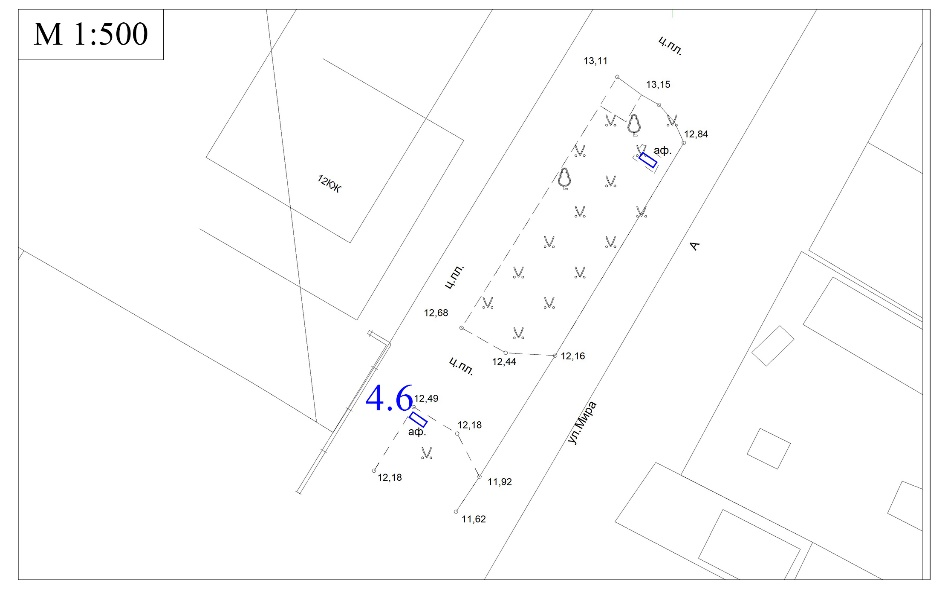 М 1:500
ц.пл.
13,11
13,15
12,84
аф.
12ЮК
А
ц.пл.
12,68
12,44
12,16
ц.пл.
4.6
12,49
аф.
12,18
ул.Мира
12,18
11,92
11,62